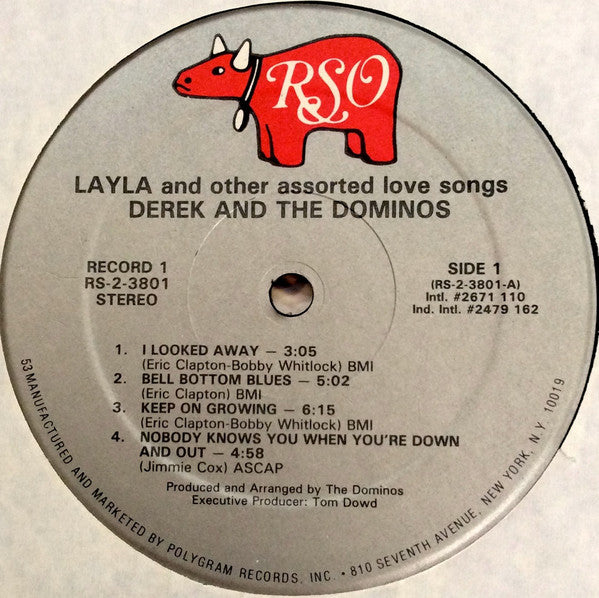 RSO
LAYLA and other assorted love songs
DEREK AND THE DOMINOS
RECORD 1
RS-2-3801
STEREO
SIDE 1
(RS-2-3801-A)
Intl. #2671 110
Ind. Intl. #2479 162
1. I LOOKED AWAY — 3:05
(Eric Clapton-Bobby Whitlock) BMI
2. BELL BOTTOM BLUES — 5:02
(Eric Clapton) BMI
3. KEEP ON GROWING — 6:15
(Eric Clapton-Bobby Whitlock) BMI
4. NOBODY KNOWS YOU WHEN YOU'RE DOWN
AND OUT — 4:58
(Jimmie Cox) ASCAP
Produced and Arranged by The Dominos
Executive Producer: Tom Dowd
53 MANUFACTURED AND MARKETED BY POLYGRAM RECORDS, INC. • 810 SEVENTH AVENUE, NEW YORK, N.Y. 10019